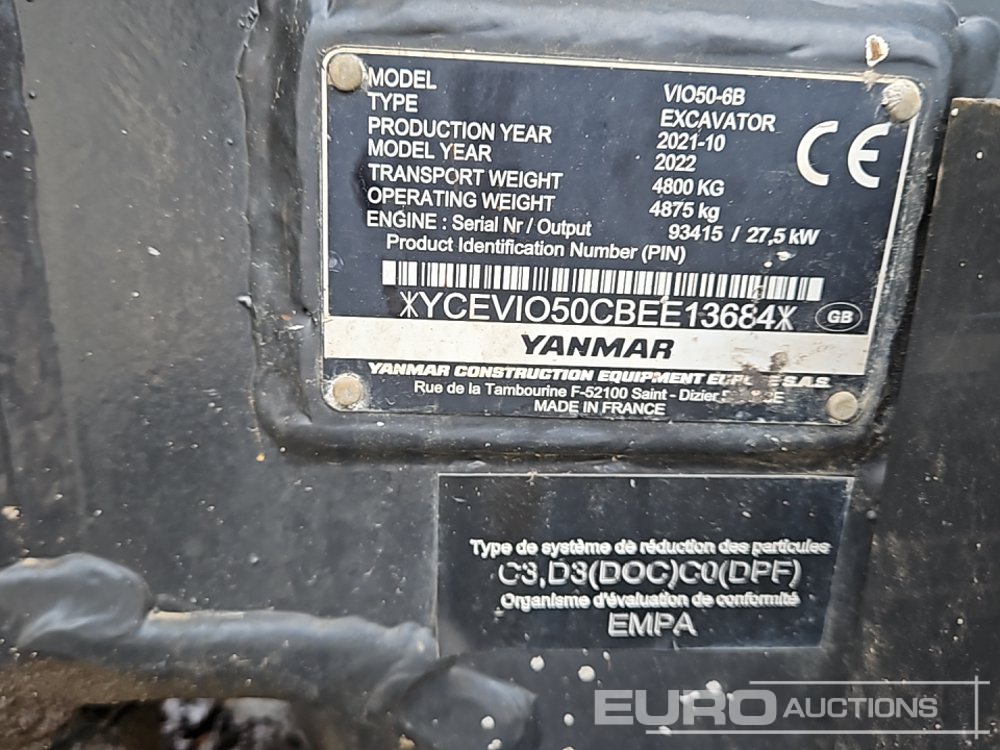 MODEL VIO50-6B
TYPE EXCAVATOR
PRODUCTION YEAR 2021-10
MODEL YEAR 2022
TRANSPORT WEIGHT 4800 KG
OPERATING WEIGHT 4875 kg
ENGINE : Serial Nr / Output 93415 / 27,5 kW
Product Identification Number (PIN)
CE
*YCEVIO50CBEE13684*
GB
YANMAR
YANMAR CONSTRUCTION EQUIPMENT S.A.S.
Rue de la Tambourine F-52100 Saint - Dizier
MADE IN FRANCE
Type de système de réduction des particules
C3,D3(DOC)C0(DPF)
Organisme d'évaluation de conformité
EMPA
EURO AUCTIONS